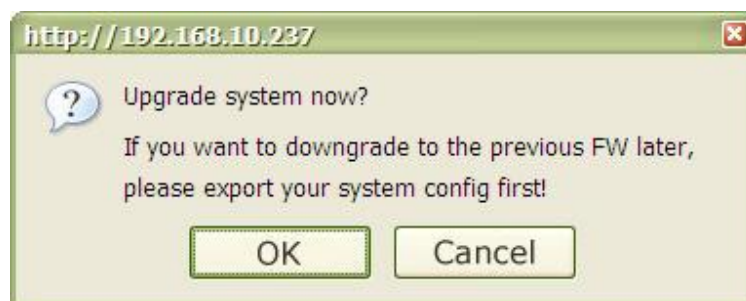 http://192.168.10.237
Upgrade system now?
If you want to downgrade to the previous FW later,
please export your system config first!
OK
Cancel